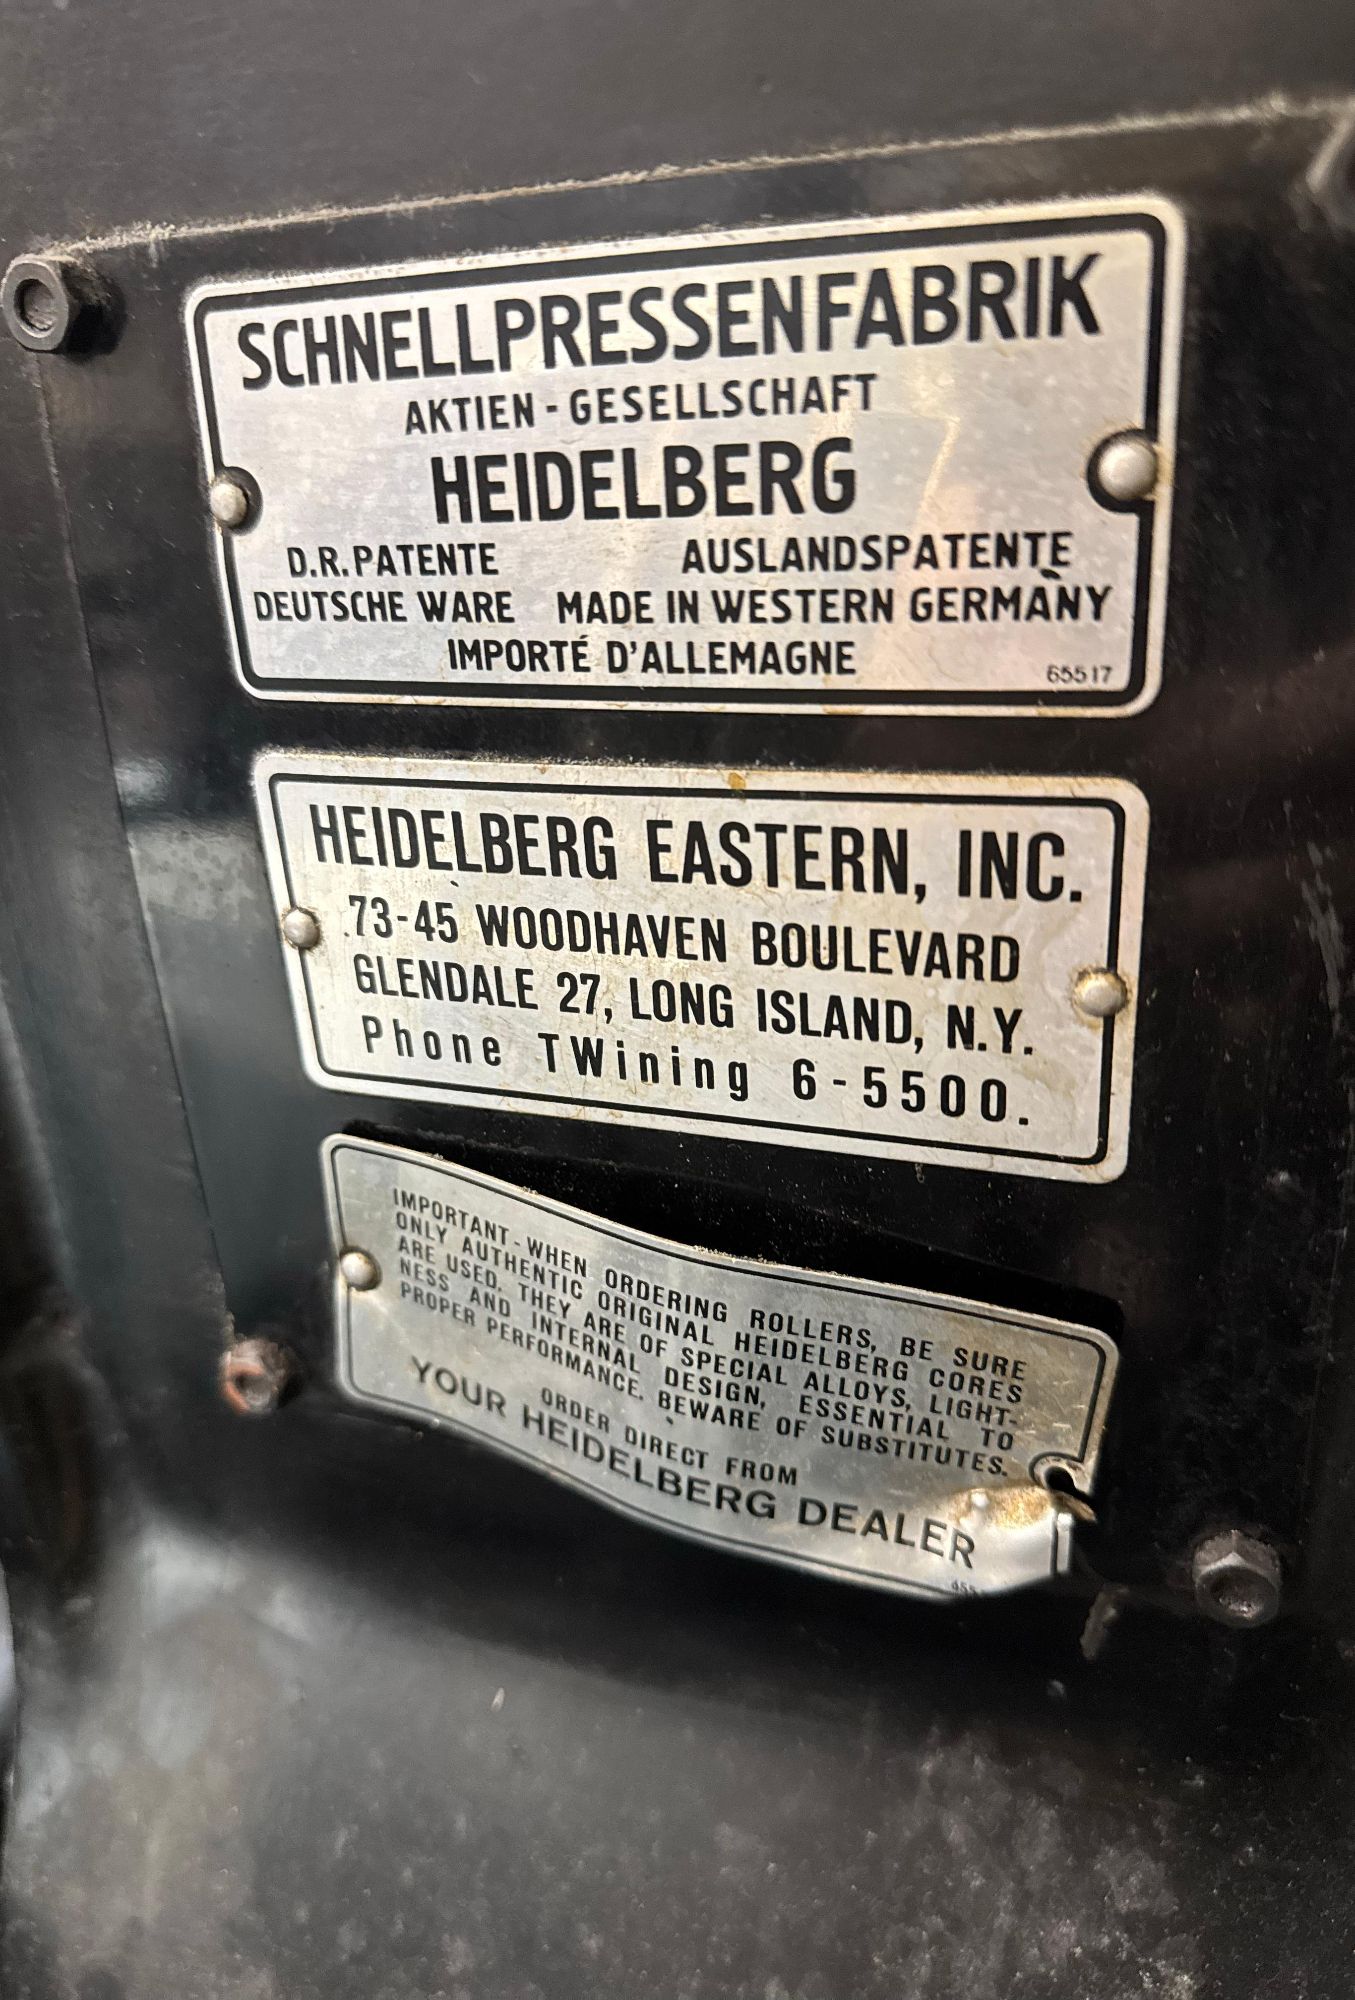 SCHNELLPRESSENFABRIK
AKTIEN-GESELLSCHAFT
HEIDELBERG
D.R.PATENTE AUSLANDSPATENTE
DEUTSCHE WARE MADE IN WESTERN GERMANY
IMPORTÉ D'ALLEMAGNE
65517
HEIDELBERG EASTERN, INC.
73-45 WOODHAVEN BOULEVARD
GLENDALE 27, LONG ISLAND, N.Y.
Phone TWining 6-5500.
IMPORTANT-WHEN ORDERING ROLLERS, BE SURE
ONLY AUTHENTIC ORIGINAL HEIDELBERG CORES
ARE USED. THEY ARE OF SPECIAL ALLOYS, LIGHT-
NESS AND INTERNAL DESIGN, ESSENTIAL TO
PROPER PERFORMANCE. BEWARE OF SUBSTITUTES.
ORDER DIRECT FROM
YOUR HEIDELBERG DEALER